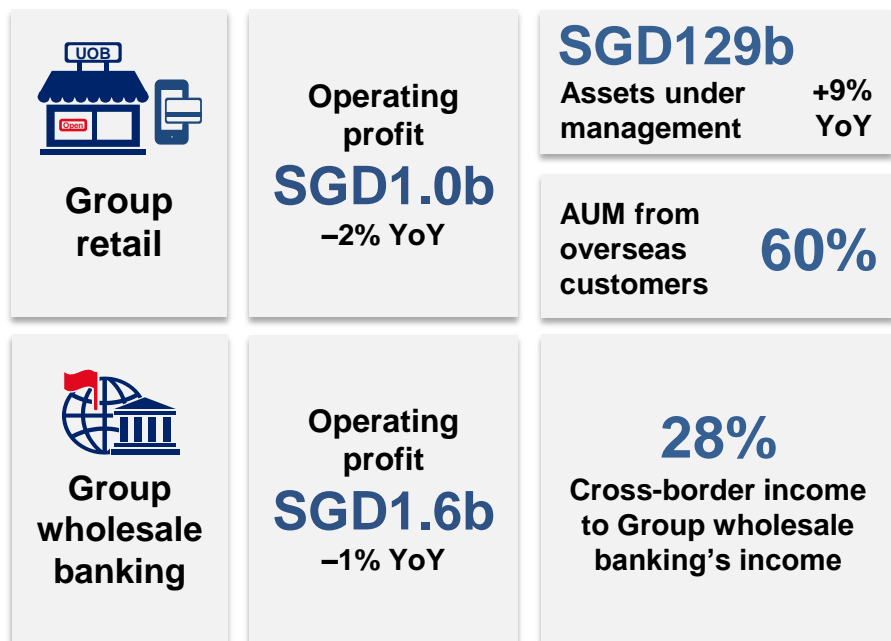 UOB
Open
Group
retail
Operating
profit
SGD1.0b
–2% YoY
SGD129b
Assets under
management
+9%
YoY
AUM from
overseas
customers
60%
Group
wholesale
banking
Operating
profit
SGD1.6b
–1% YoY
28%
Cross-border income
to Group wholesale
banking’s income